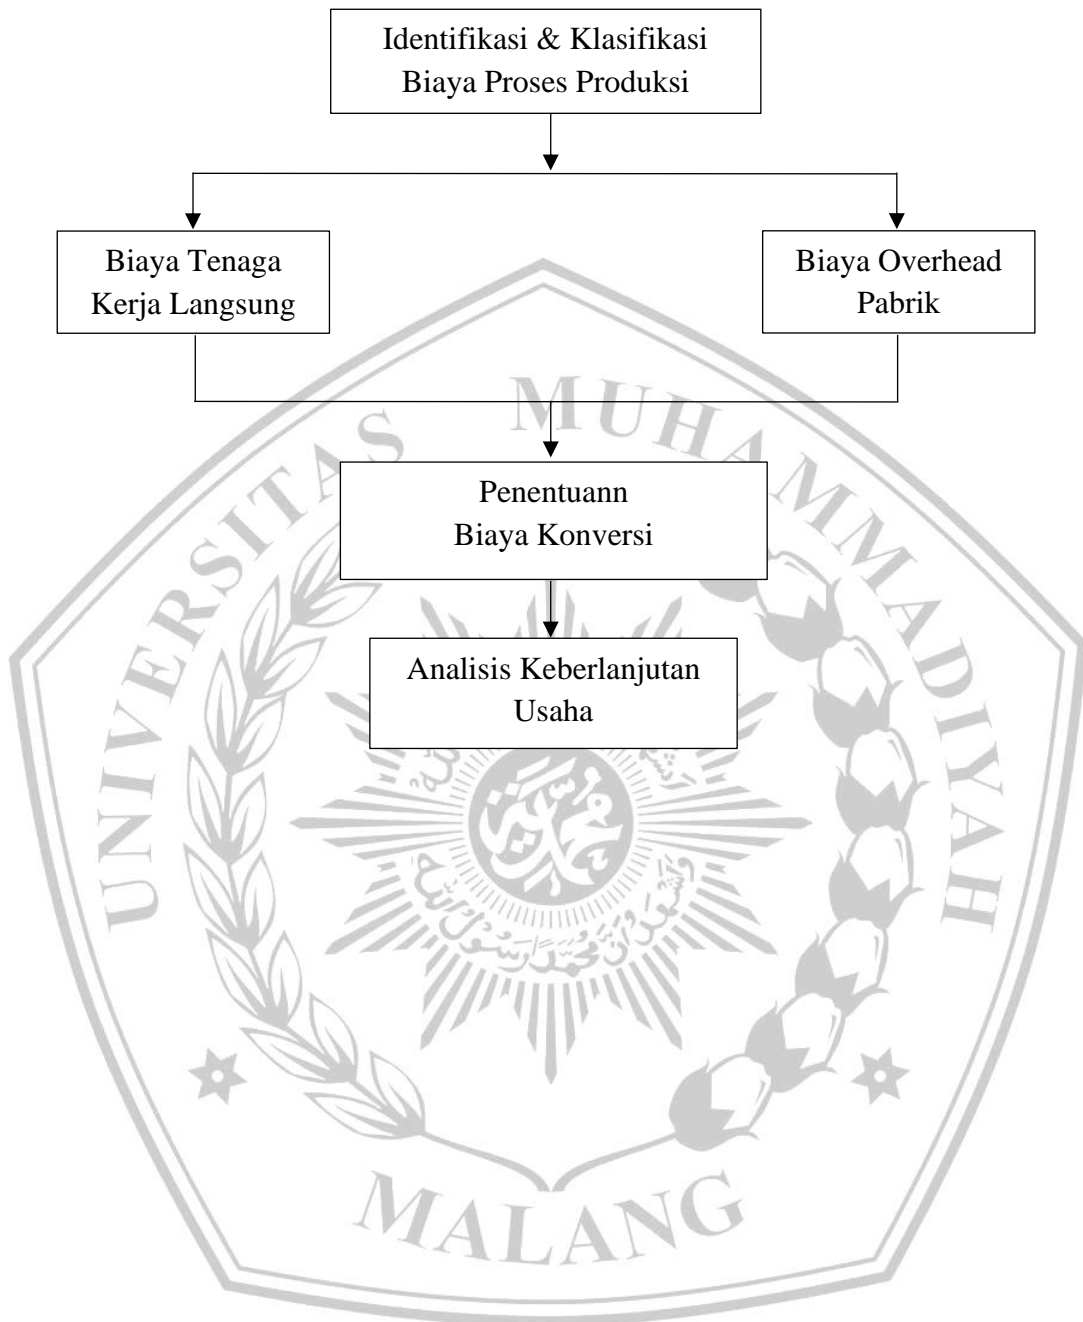 Identifikasi & Klasifikasi
Biaya Proses Produksi
Biaya Tenaga
Kerja Langsung
Biaya Overhead
Pabrik
Penentuann
Biaya Konversi
Analisis Keberlanjutan
Usaha
UNIVERSITAS MUHAMMADIYAH
MALANG